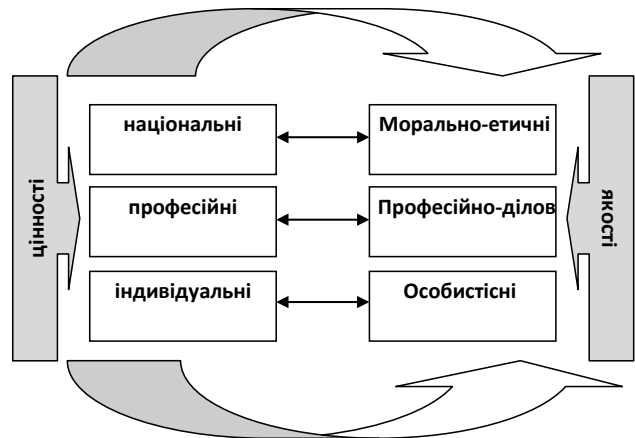 цінності
національні
Морально-етичні
професійні
Професійно-ділов
індивідуальні
Особистісні
якості